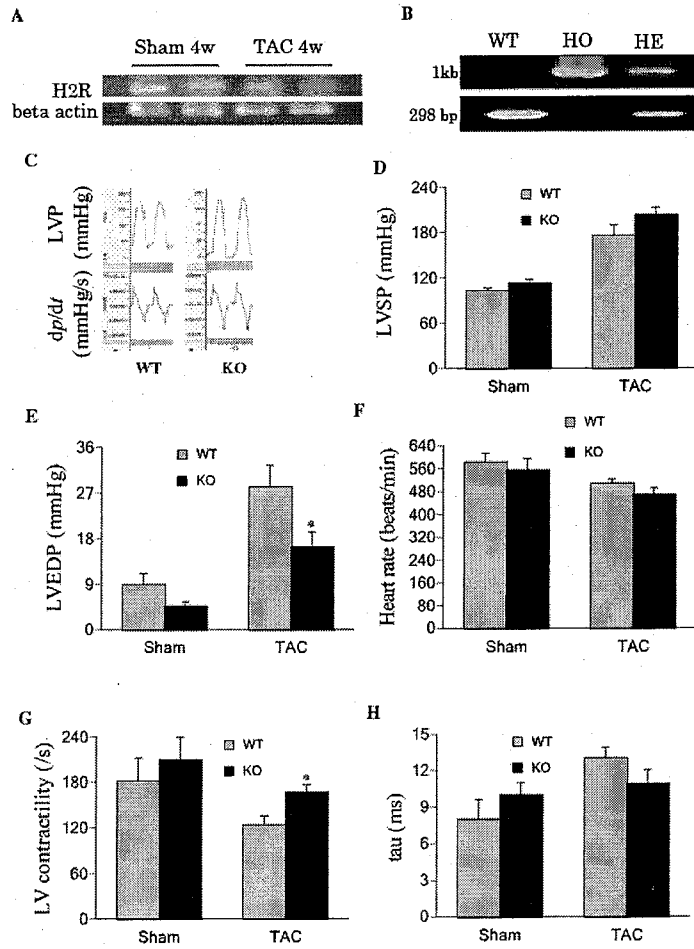 A
Sham 4w TAC 4w
H2R
beta actin
B
WT HO HE
1kb
298 bp
C
LVP
(mmHg)
dp/dt
(mmHg/s)
WT KO
D
LVSP (mmHg)
240
180
120
60
0
WT
KO
Sham TAC
E
LVEDP (mmHg)
36
27
18
9
0
WT
KO
*
Sham TAC
F
Heart rate (beats/min)
640
560
480
400
320
240
160
80
0
WT
KO
Sham TAC
G
LV contractility (/s)
240
180
120
60
0
WT
KO
*
Sham TAC
H
tau (ms)
15
12
9
6
3
0
WT
KO
Sham TAC